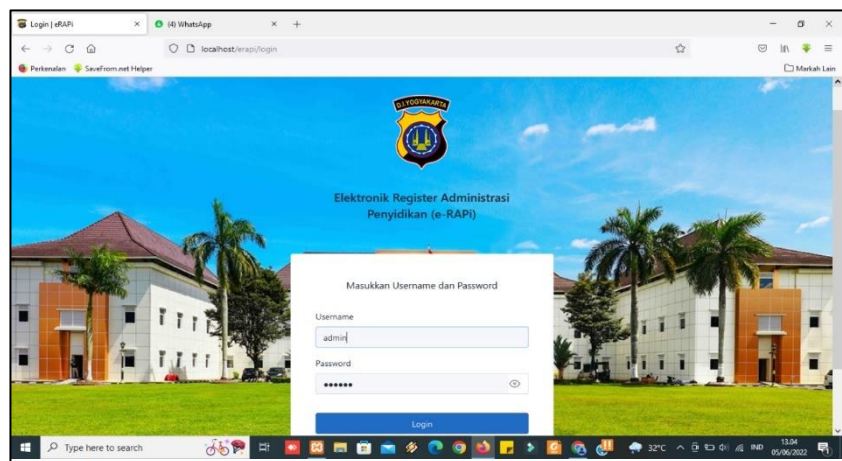 Login | eRAPi
(4) WhatsApp
localhost/erapi/login
Perkenalan
SaveFrom.net Helper
Markah Lain
D.I. YOGYAKARTA
Elektronik Register Administrasi
Penyidikan (e-RAPi)
Masukkan Username dan Password
Username
admin
Password
Login
Type here to search
32°C
IND
13.04
05/06/2022